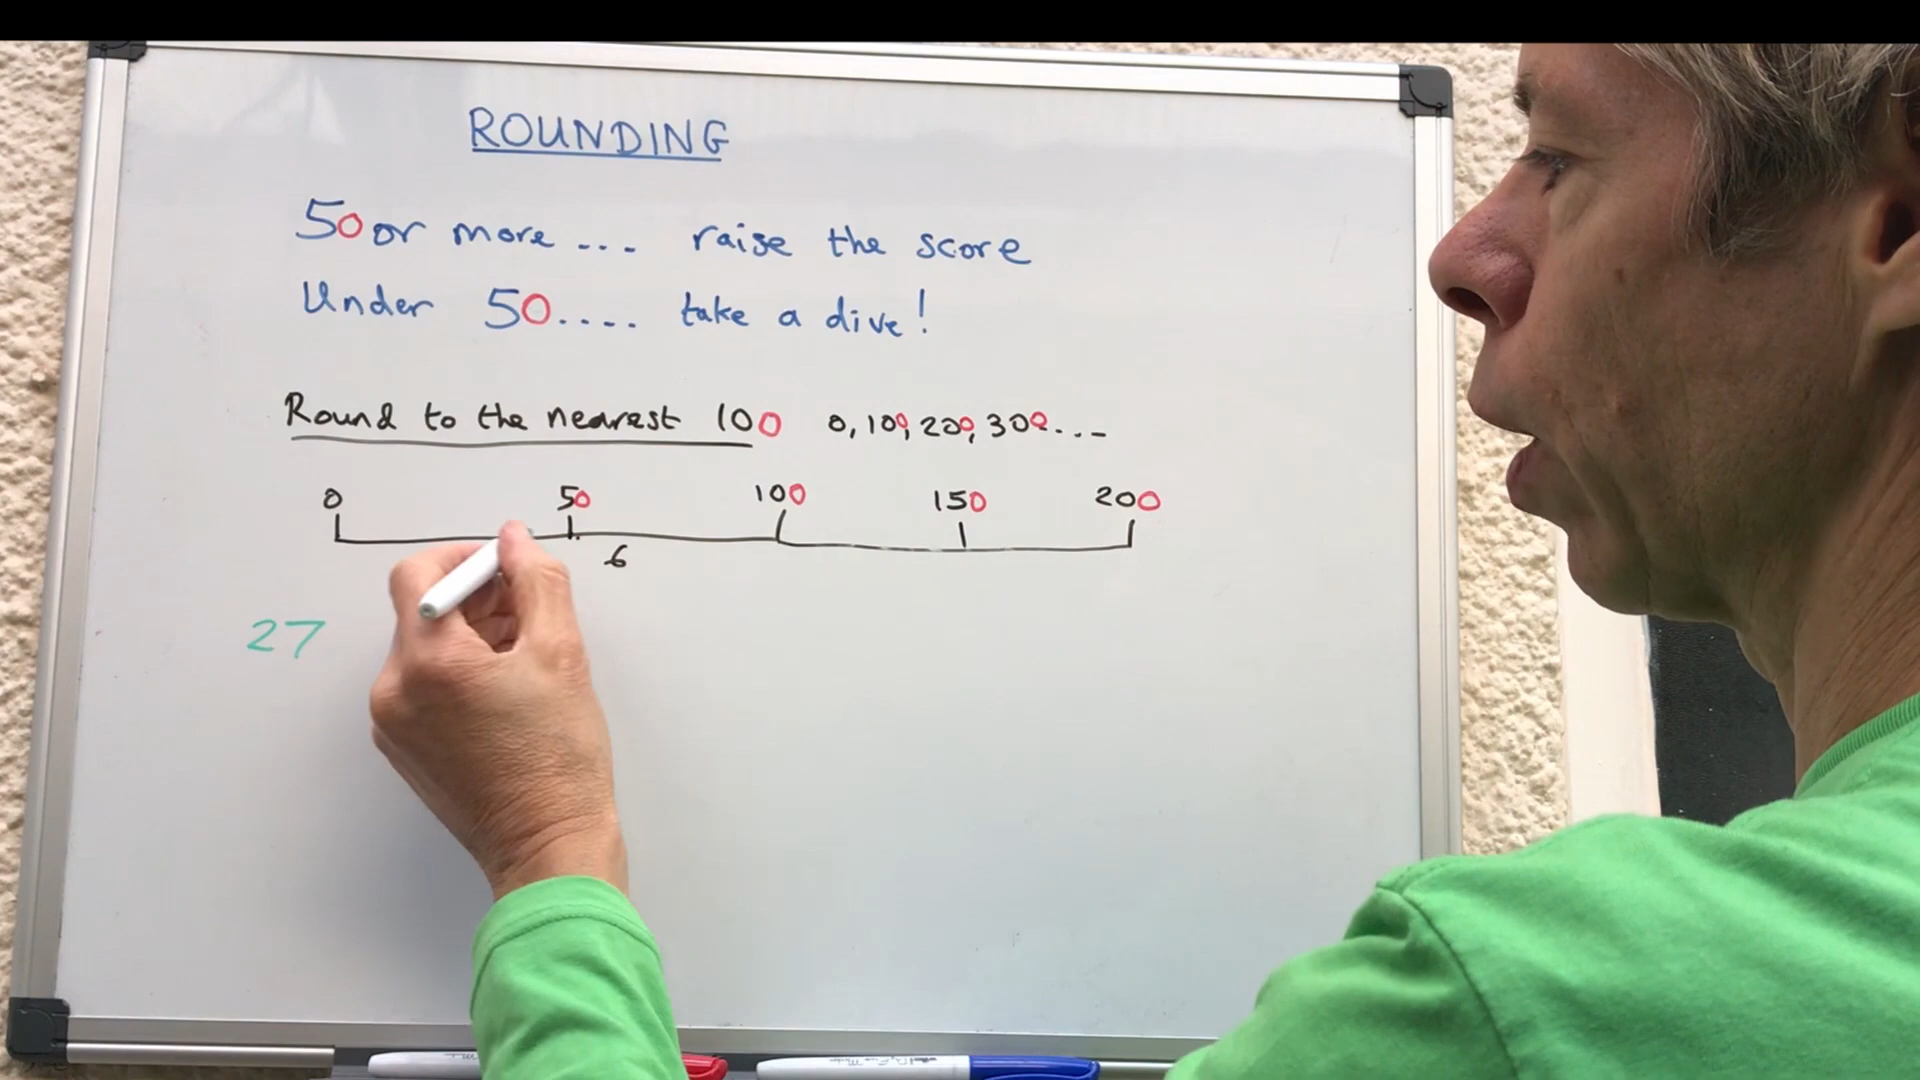 ROUNDING
50 or more ... raise the score
Under 50.... take a dive!
Round to the nearest 100 0, 100, 200, 300...
0 50 100 150 200
6
27